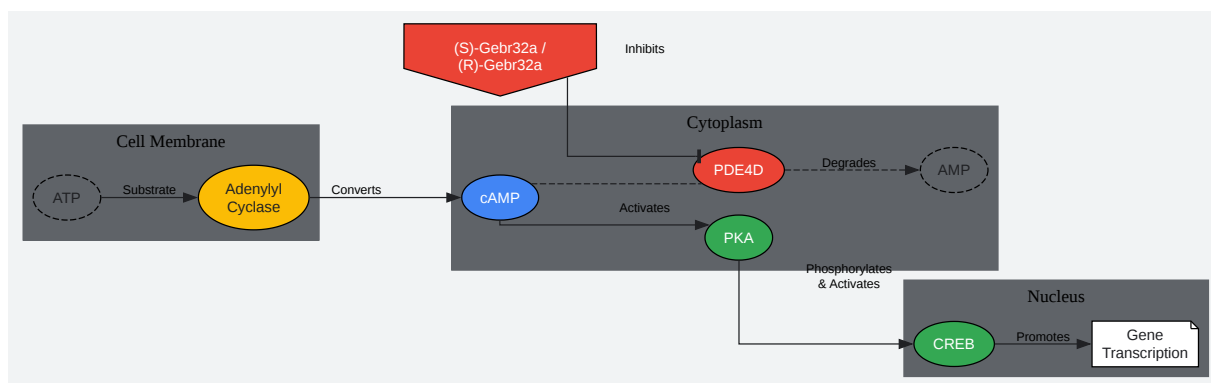 (S)-Gebr32a /
(R)-Gebr32a
Inhibits
Cell Membrane
ATP
Substrate
Adenylyl
Cyclase
Converts
Cytoplasm
cAMP
PDE4D
Degrades
AMP
Activates
PKA
Phosphorylates
& Activates
Nucleus
CREB
Promotes
Gene
Transcription